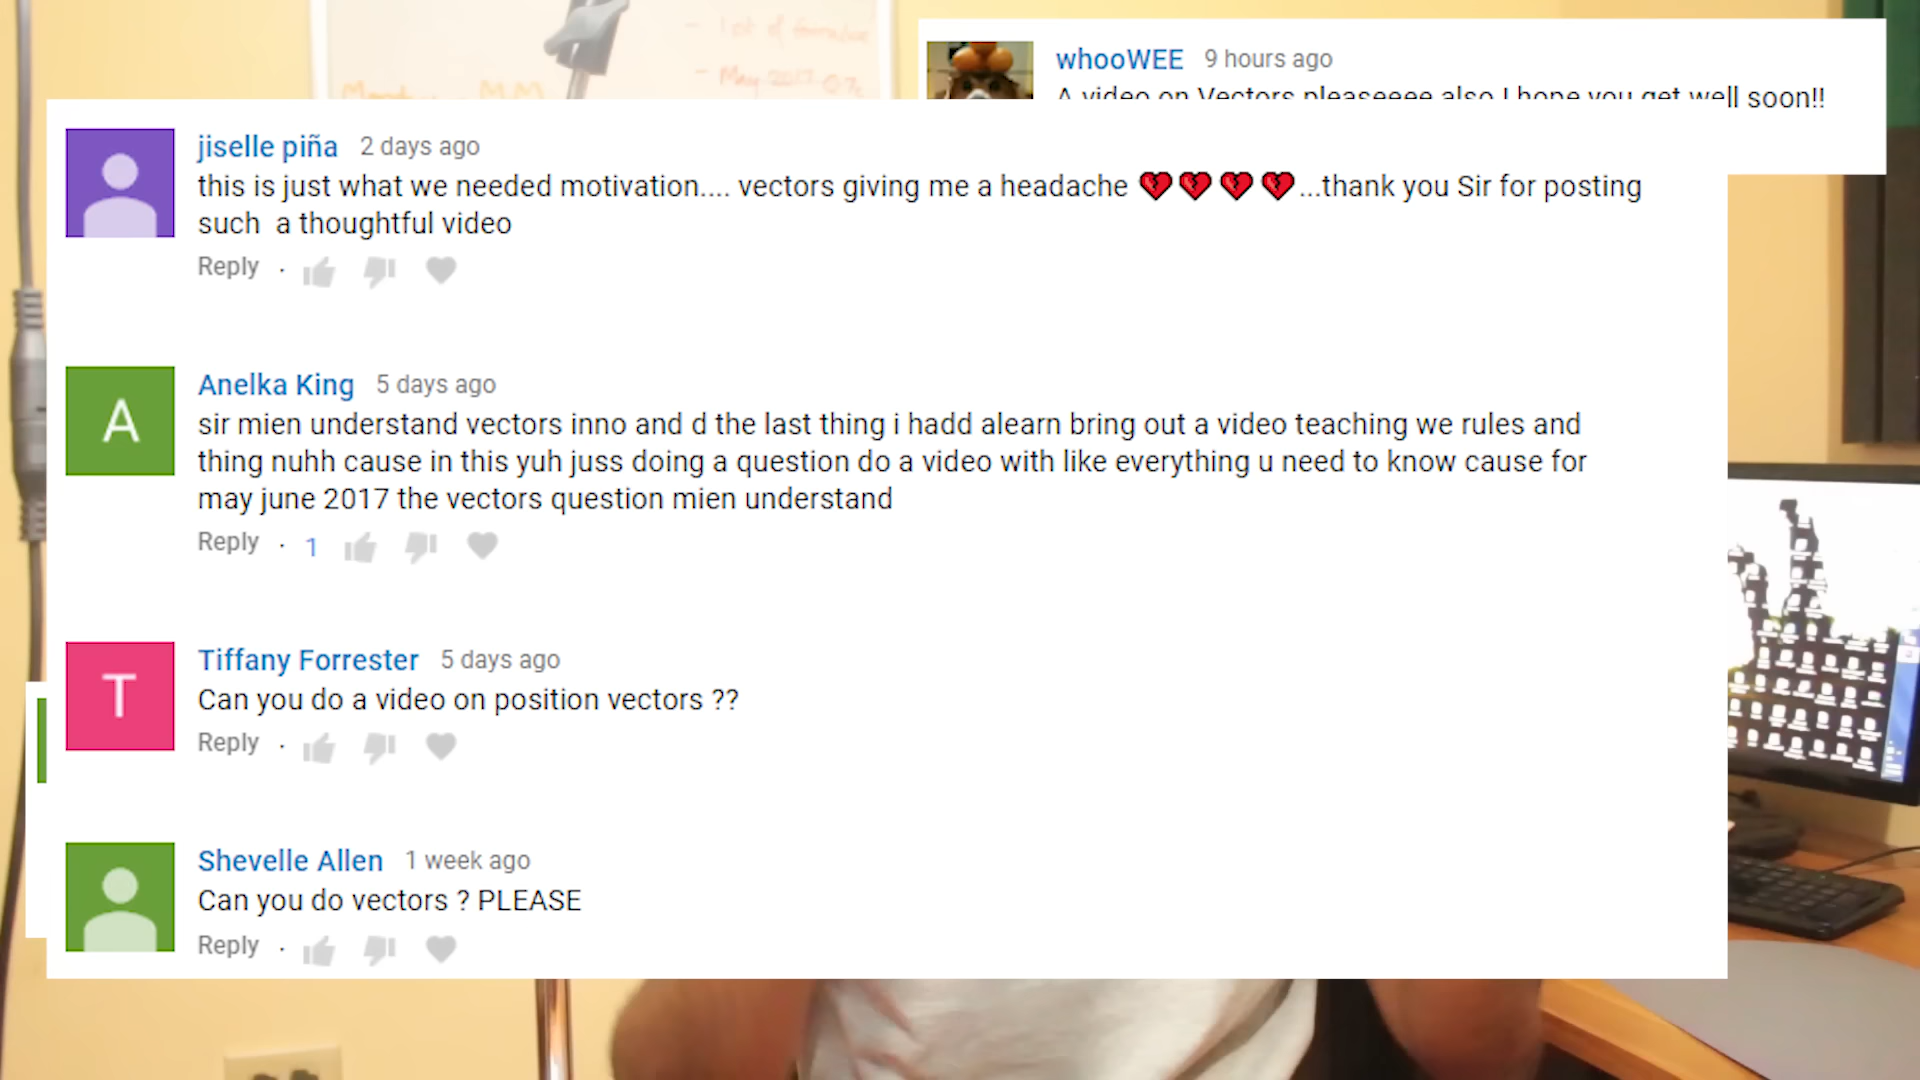 - lot of formulae
- May 2017
whooWEE 9 hours ago
A video on Vectors pleaseeee also I hope you get well soon!!
jiselle piña 2 days ago
this is just what we needed motivation.... vectors giving me a headache 💔💔💔💔...thank you Sir for posting
such a thoughtful video
Reply ·
A
Anelka King 5 days ago
sir mien understand vectors inno and d the last thing i hadd alearn bring out a video teaching we rules and
thing nuhh cause in this yuh juss doing a question do a video with like everything u need to know cause for
may june 2017 the vectors question mien understand
Reply · 1
T
Tiffany Forrester 5 days ago
Can you do a video on position vectors ??
Reply ·
Shevelle Allen 1 week ago
Can you do vectors ? PLEASE
Reply ·